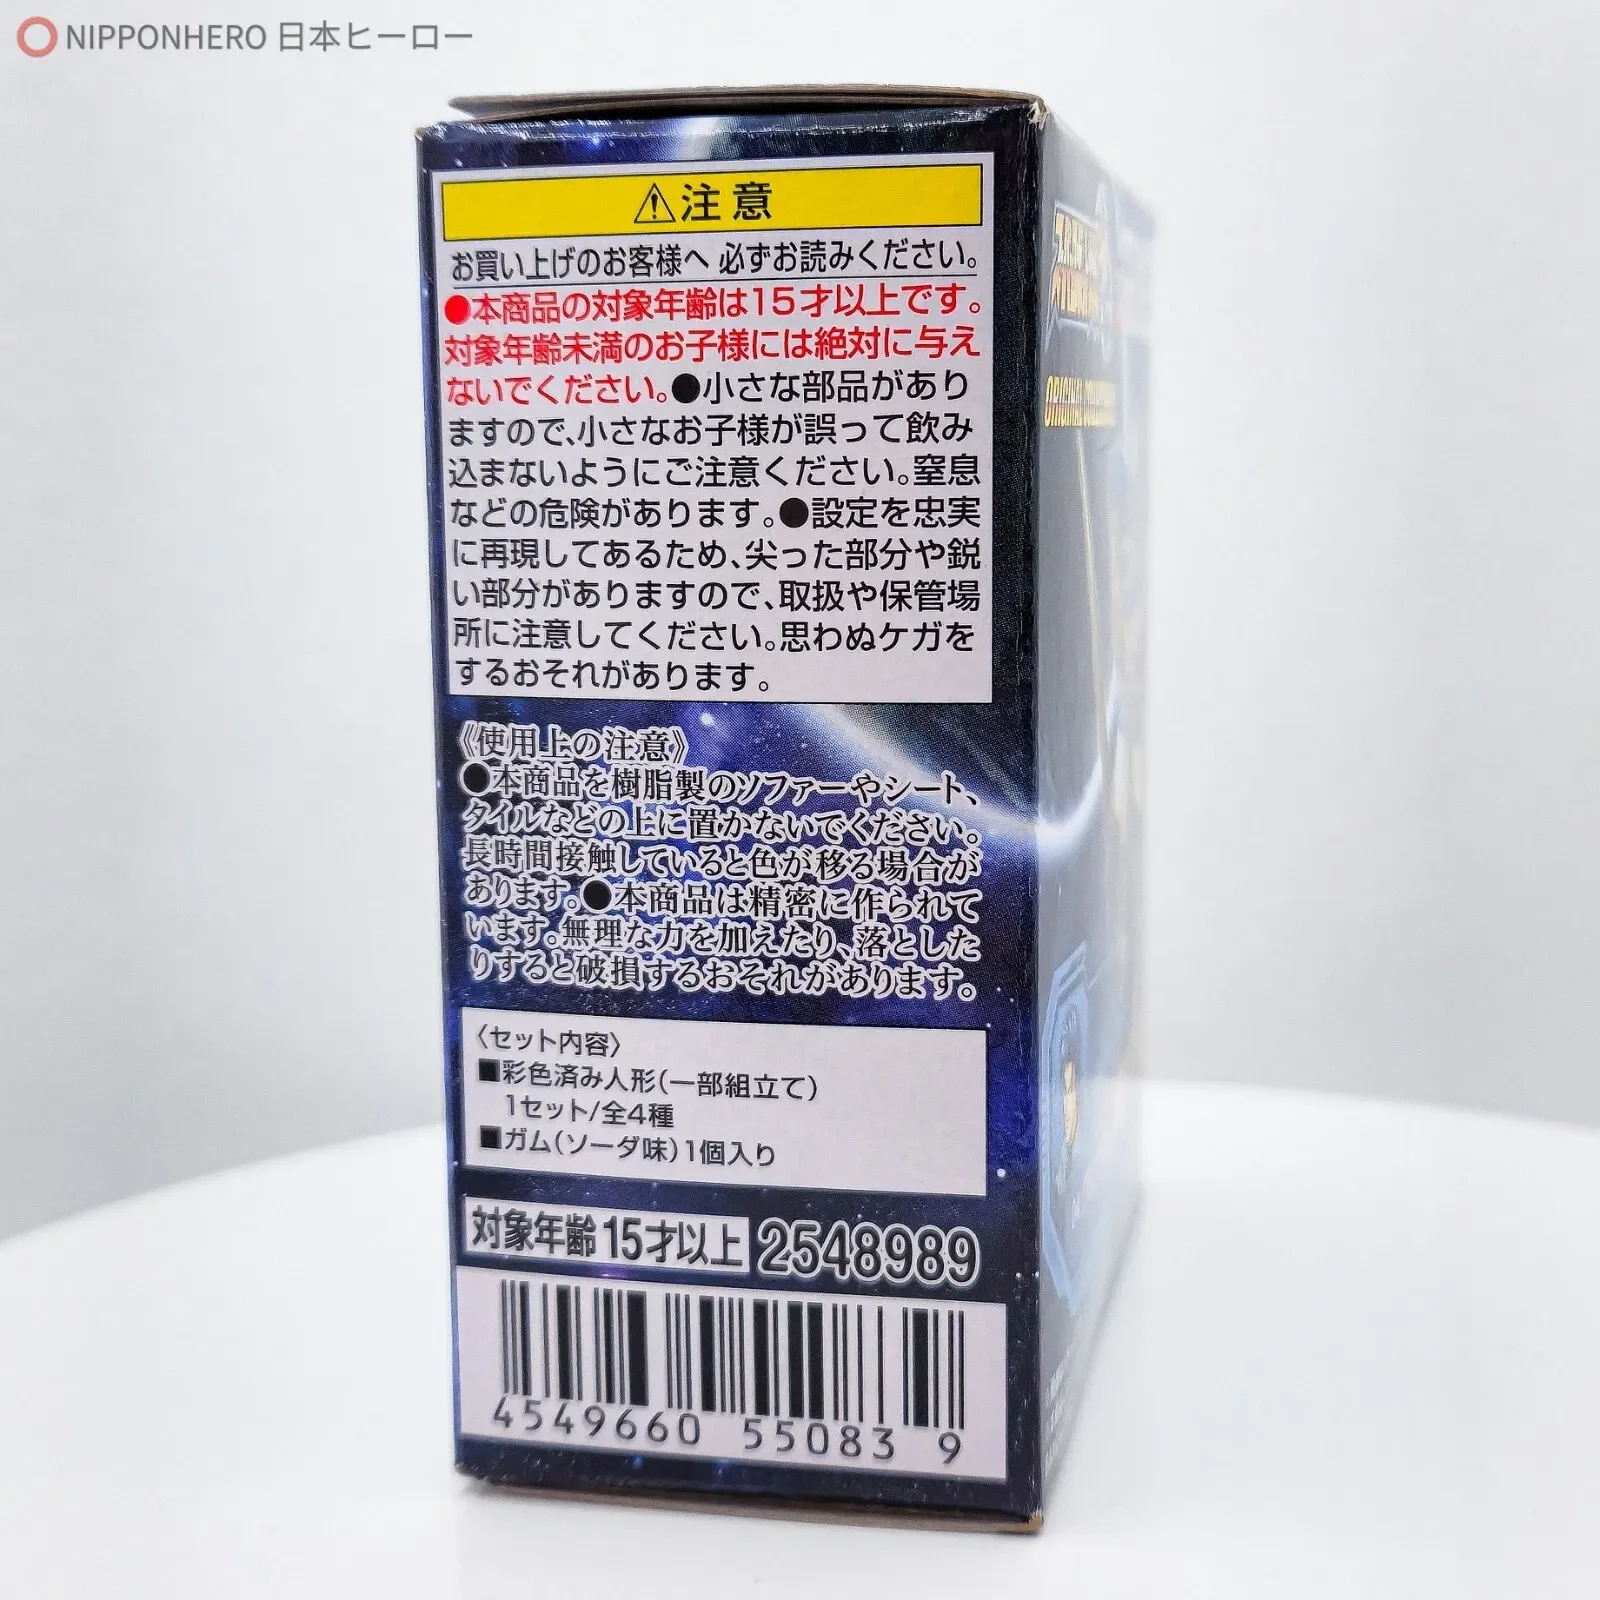 NIPPONHERO 日本ヒーロー
⚠注意
お買い上げのお客様へ 必ずお読みください。
●本商品の対象年齢は15才以上です。
対象年齢未満のお子様には絶対に与え
ないでください。●小さな部品があり
ますので、小さなお子様が誤って飲み
込まないようにご注意ください。窒息
などの危険があります。●設定を忠実
に再現してあるため、尖った部分や鋭
い部分がありますので、取扱や保管場
所に注意してください。思わぬケガを
するおそれがあります。
《使用上の注意》
●本商品を樹脂製のソファーやシート、
タイルなどの上に置かないでください。
長時間接触していると色が移る場合が
あります。●本商品は精密に作られて
います。無理な力を加えたり、落とした
りすると破損するおそれがあります。
〈セット内容〉
■彩色済み人形(一部組立て)
1セット/全4種
■ガム(ソーダ味)1個入り
対象年齢15才以上 2548989
4549660 55083 9
ORIGINAL